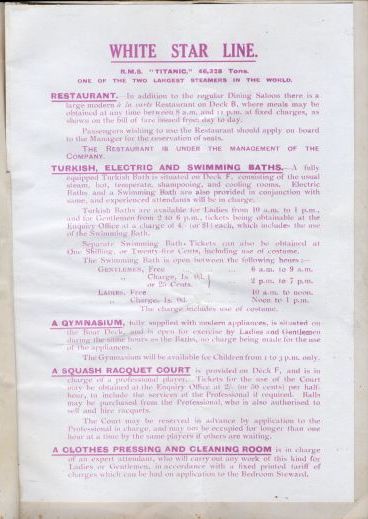 WHITE STAR LINE.
R.M.S. "TITANIC," 46,328 Tons.
ONE OF THE TWO LARGEST STEAMERS IN THE WORLD.
RESTAURANT.—In addition to the regular Dining Saloon there is a
large modern à la carte Restaurant on Deck B, where meals may be
obtained at any time between 8 a.m. and 11 p.m. at fixed charges, as
shown on the bill of fare issued from day to day.
Passengers wishing to use the Restaurant should apply on board
to the Manager for the reservation of seats.
THE RESTAURANT IS UNDER THE MANAGEMENT OF THE
COMPANY.
TURKISH, ELECTRIC AND SWIMMING BATHS.—A fully
equipped Turkish Bath is situated on Deck F, consisting of the usual
steam, hot, temperate, shampooing, and cooling rooms. Electric
Baths and a Swimming Bath are also provided in conjunction with
same, and experienced attendants will be in charge.
Turkish Baths are available for Ladies from 10 a.m. to 1 p.m.,
and for Gentlemen from 2 to 6 p.m., tickets being obtainable at the
Enquiry Office at a charge of 4/- (or $1) each, which includes the use
of the Swimming Bath.
Separate Swimming Bath Tickets can also be obtained at
One Shilling, or Twenty-five Cents, including use of costume.
The Swimming Bath is open between the following hours:—
GENTLEMEN, Free ... ... ... 6 a.m. to 9 a.m.
„ Charge, 1s. 0d. } 2 p.m. to 7 p.m.
or 25 Cents.
LADIES, Free 10 a.m. to noon.
„ Charge, 1s. 0d. Noon to 1 p.m.
The charge includes use of costume.
A GYMNASIUM, fully supplied with modern appliances, is situated on
the Boat Deck, and is open for exercise by Ladies and Gentlemen
during the same hours as the Baths, no charge being made for the use
of the appliances.
The Gymnasium will be available for Children from 1 to 3 p.m. only.
A SQUASH RACQUET COURT is provided on Deck F, and is in
charge of a professional player. Tickets for the use of the Court
may be obtained at the Enquiry Office at 2/- (or 50 cents) per half
hour, to include the services of the Professional if required. Balls
may be purchased from the Professional, who is also authorised to
sell and hire racquets.
The Court may be reserved in advance by application to the
Professional in charge, and may not be occupied for longer than one
hour at a time by the same players if others are waiting.
A CLOTHES PRESSING AND CLEANING ROOM is in charge
of an expert attendant, who will carry out any work of this kind for
Ladies or Gentlemen, in accordance with a fixed printed tariff of
charges which can be had on application to the Bedroom Steward.